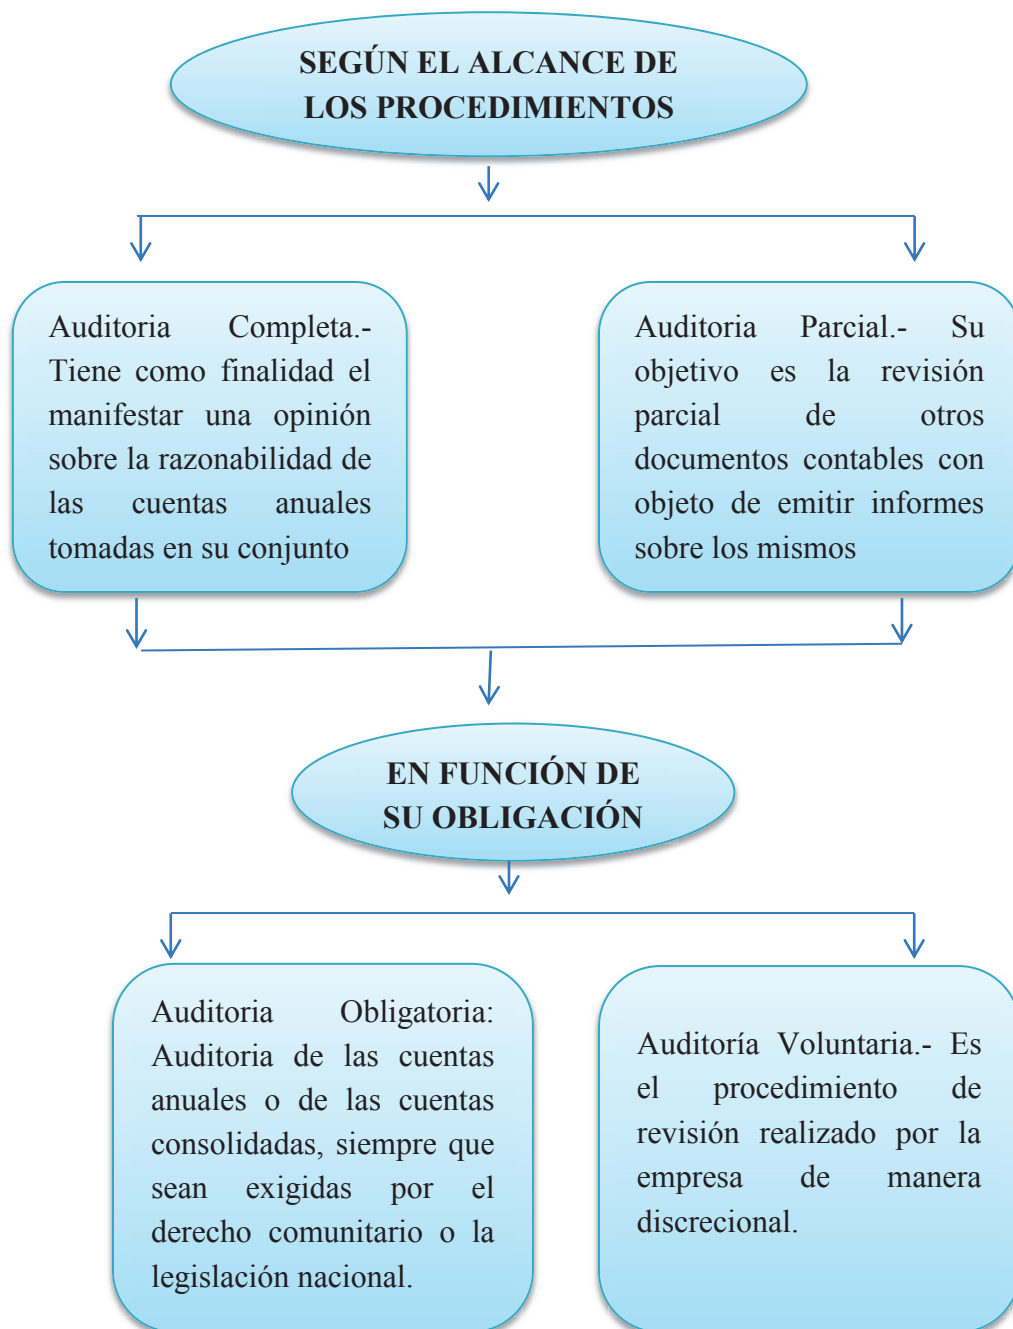 SEGÚN EL ALCANCE DE
LOS PROCEDIMIENTOS
Auditoria Completa.-
Tiene como finalidad el
manifestar una opinión
sobre la razonabilidad de
las cuentas anuales
tomadas en su conjunto
Auditoria Parcial.- Su
objetivo es la revisión
parcial de otros
documentos contables con
objeto de emitir informes
sobre los mismos
EN FUNCIÓN DE
SU OBLIGACIÓN
Auditoria Obligatoria:
Auditoria de las cuentas
anuales o de las cuentas
consolidadas, siempre que
sean exigidas por el
derecho comunitario o la
legislación nacional.
Auditoría Voluntaria.- Es
el procedimiento de
revisión realizado por la
empresa de manera
discrecional.